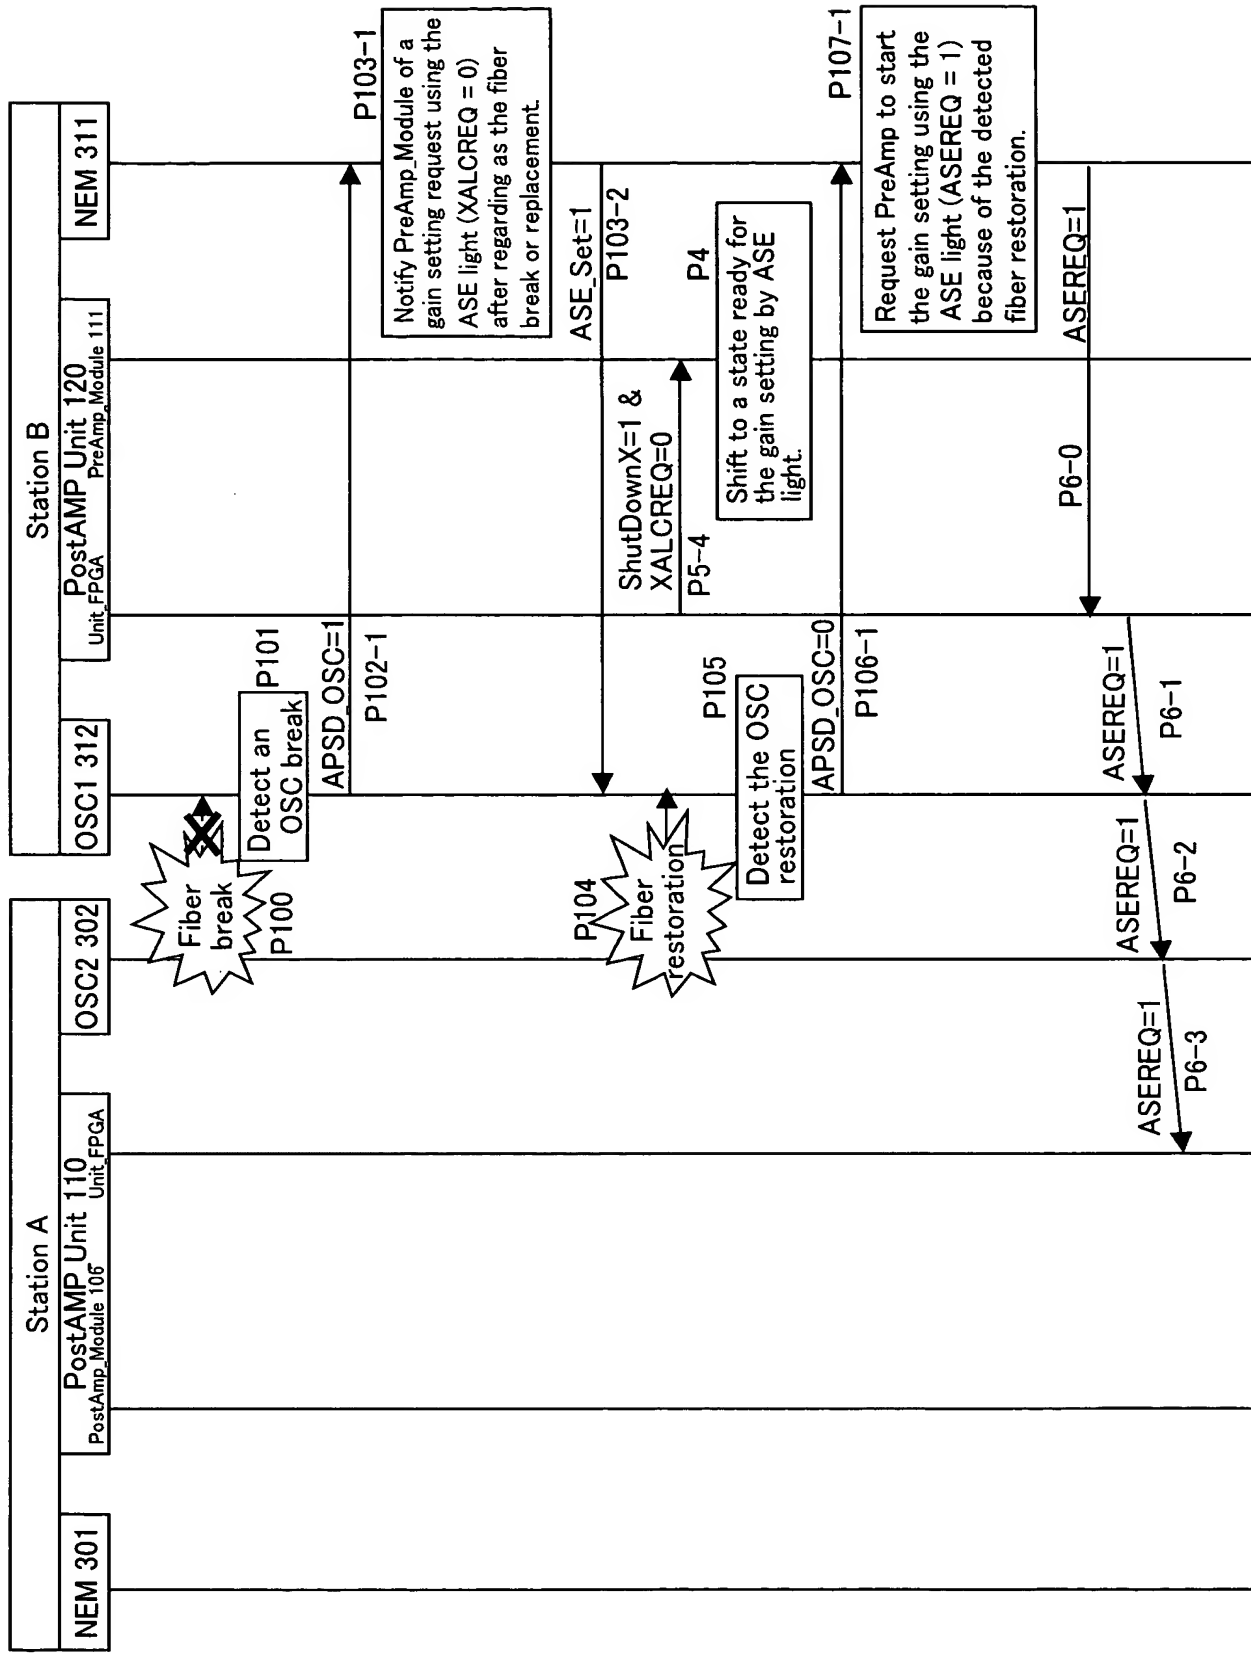 Station A
NEM 301
PostAMP Unit 110
PostAmp_Module 106
Unit_FPGA
OSC2 302
Station B
OSC1 312
PostAMP Unit 120
Unit_FPGA
PreAmp_Module 111
NEM 311
Fiber
break
P100
Detect an
OSC break
P101
APSD_OSC=1
P102-1
P103-1
Notify PreAmp_Module of a
gain setting request using the
ASE light (XALCREQ = 0)
after regarding as the fiber
break or replacement.
ASE_Set=1
P103-2
ShutDownX=1 &
XALCREQ=0
P5-4
P4
Shift to a state ready for
the gain setting by ASE
light.
P104
Fiber
restoration
P105
Detect the OSC
restoration
APSD_OSC=0
P106-1
P107-1
Request PreAmp to start
the gain setting using the
ASE light (ASEREQ = 1)
because of the detected
fiber restoration.
ASEREQ=1
P6-0
ASEREQ=1
P6-1
ASEREQ=1
P6-2
ASEREQ=1
P6-3